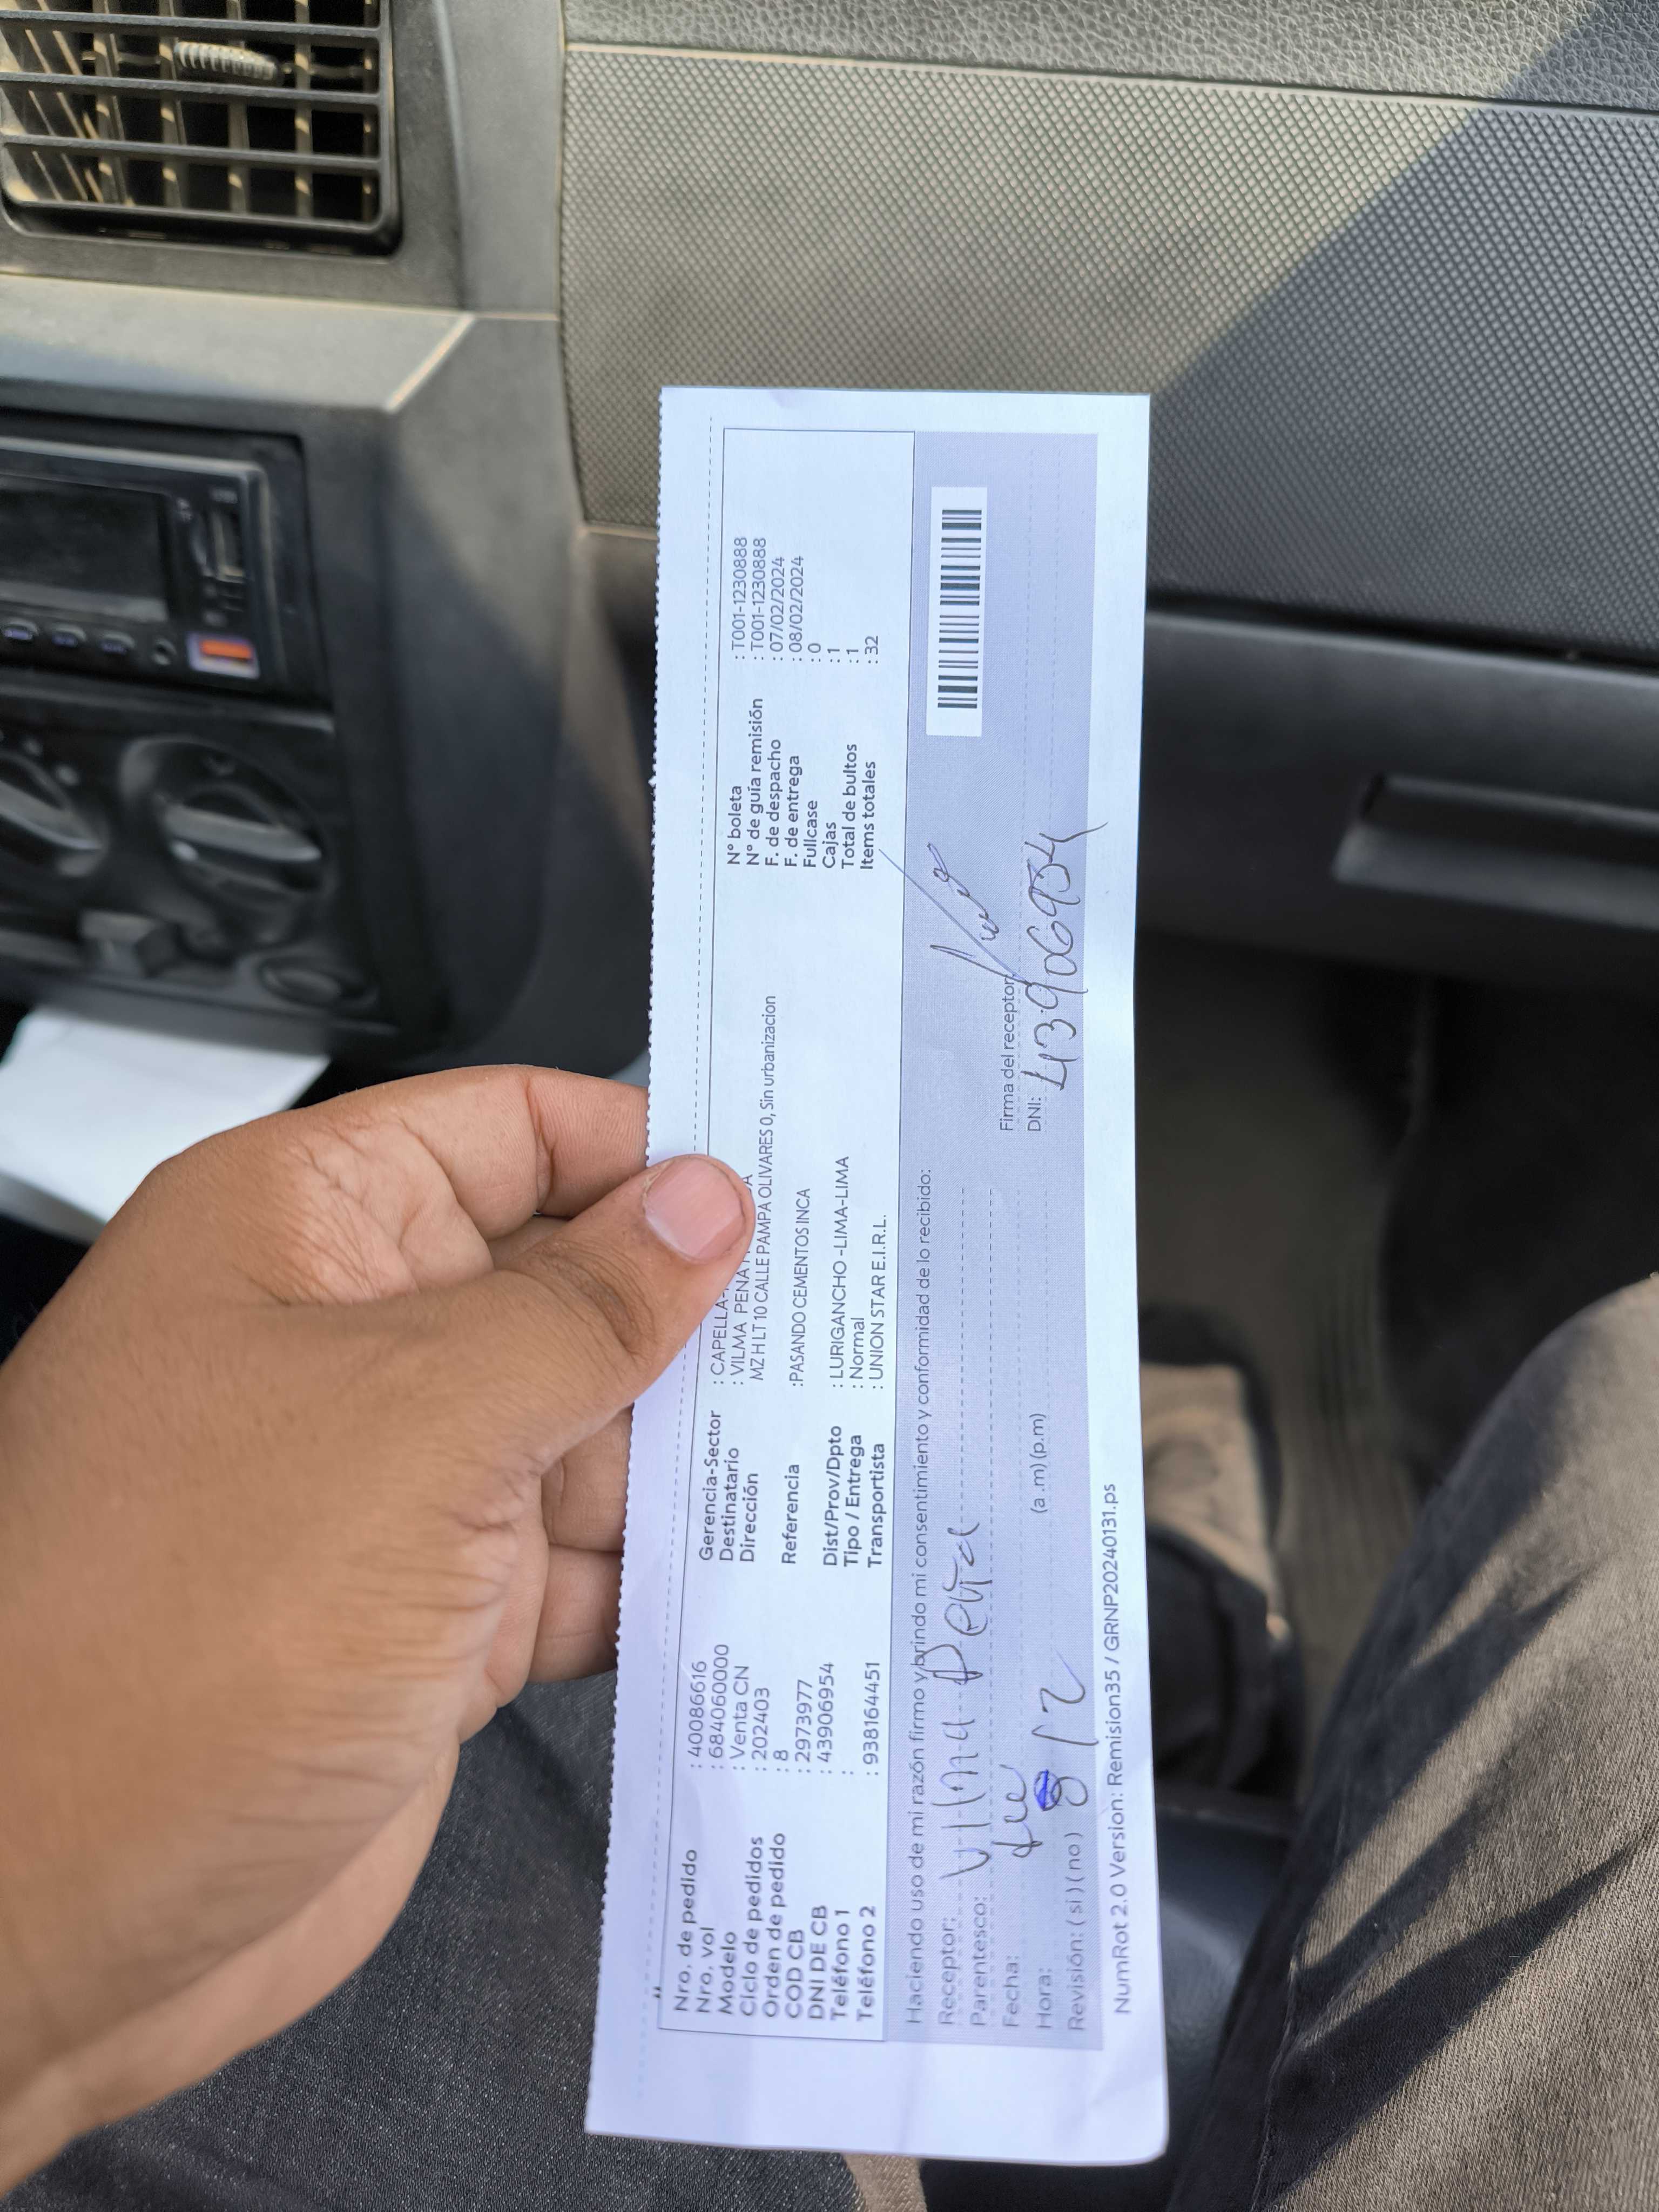 Nro. de pedido : 40086616
Nro. vol : 684060000
Modelo : Venta CN
Ciclo de pedidos : 202403
Orden de pedido : 8
COD CB : 2973977
DNI DE CB : 43906954
Teléfono 1 :
Teléfono 2 : 938164451
Gerencia-Sector : CAPELLA-
Destinatario : VILMA PENA
Dirección MZ H LT 10 CALLE PAMPA OLIVARES 0, Sin urbanizacion
Referencia :PASANDO CEMENTOS INCA
Dist/Prov/Dpto : LURIGANCHO -LIMA-LIMA
Tipo / Entrega : Normal
Transportista : UNION STAR E.I.R.L.
N° boleta : T001-1230888
N° de guía remisión : T001-1230888
F. de despacho : 07/02/2024
F. de entrega : 08/02/2024
Fullcase : 0
Cajas : 1
Total de bultos : 1
Items totales : 32
Haciendo uso de mi razón firmo y brindo mi consentimiento y conformidad de lo recibido:
Receptor: Vilma Peña
Parentesco:
Fecha:
Hora: (a .m) (p.m)
Revisión: ( si ) ( no ) 8 / 2
Firma del receptor
DNI: 43906954
NumRot 2.0 Version: Remision35 / GRNP20240131.ps